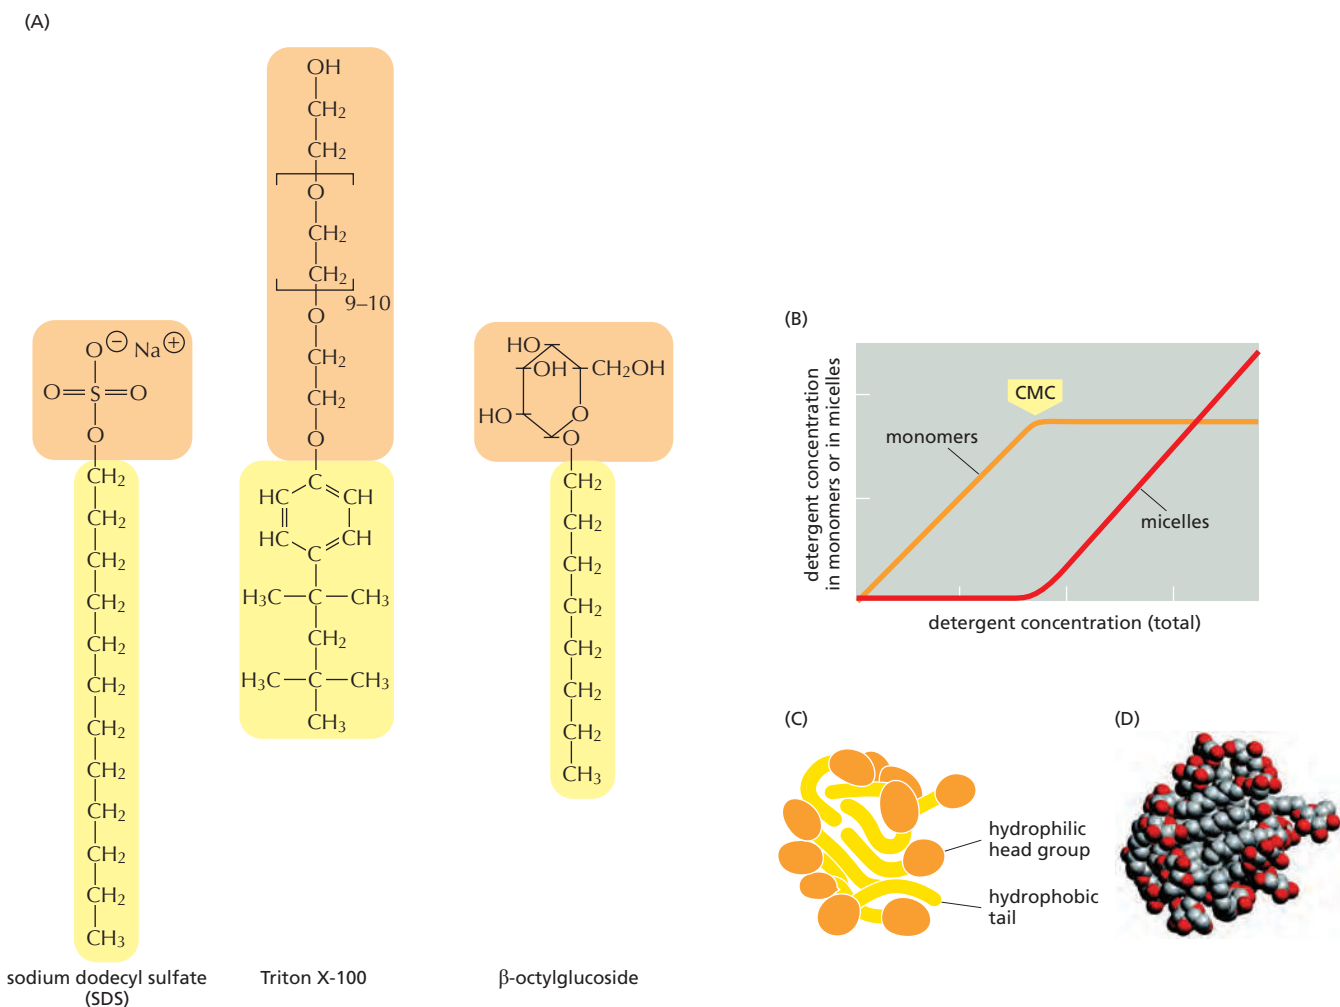 (A)
OH
CH2
CH2
O
CH2
CH2
9–10
O
CH2
CH2
O
C
HC
CH
HC
CH
C
H3C
C
CH3
CH2
H3C
C
CH3
CH3
Triton X-100
O⊖ Na⊕
O=S=O
O
CH2
CH2
CH2
CH2
CH2
CH2
CH2
CH2
CH2
CH2
CH2
CH3
sodium dodecyl sulfate
(SDS)
HO
OH
CH2OH
HO
O
O
CH2
CH2
CH2
CH2
CH2
CH2
CH2
CH3
β-octylglucoside
(B)
detergent concentration
in monomers or in micelles
CMC
monomers
micelles
detergent concentration (total)
(C)
hydrophilic
head group
hydrophobic
tail
(D)